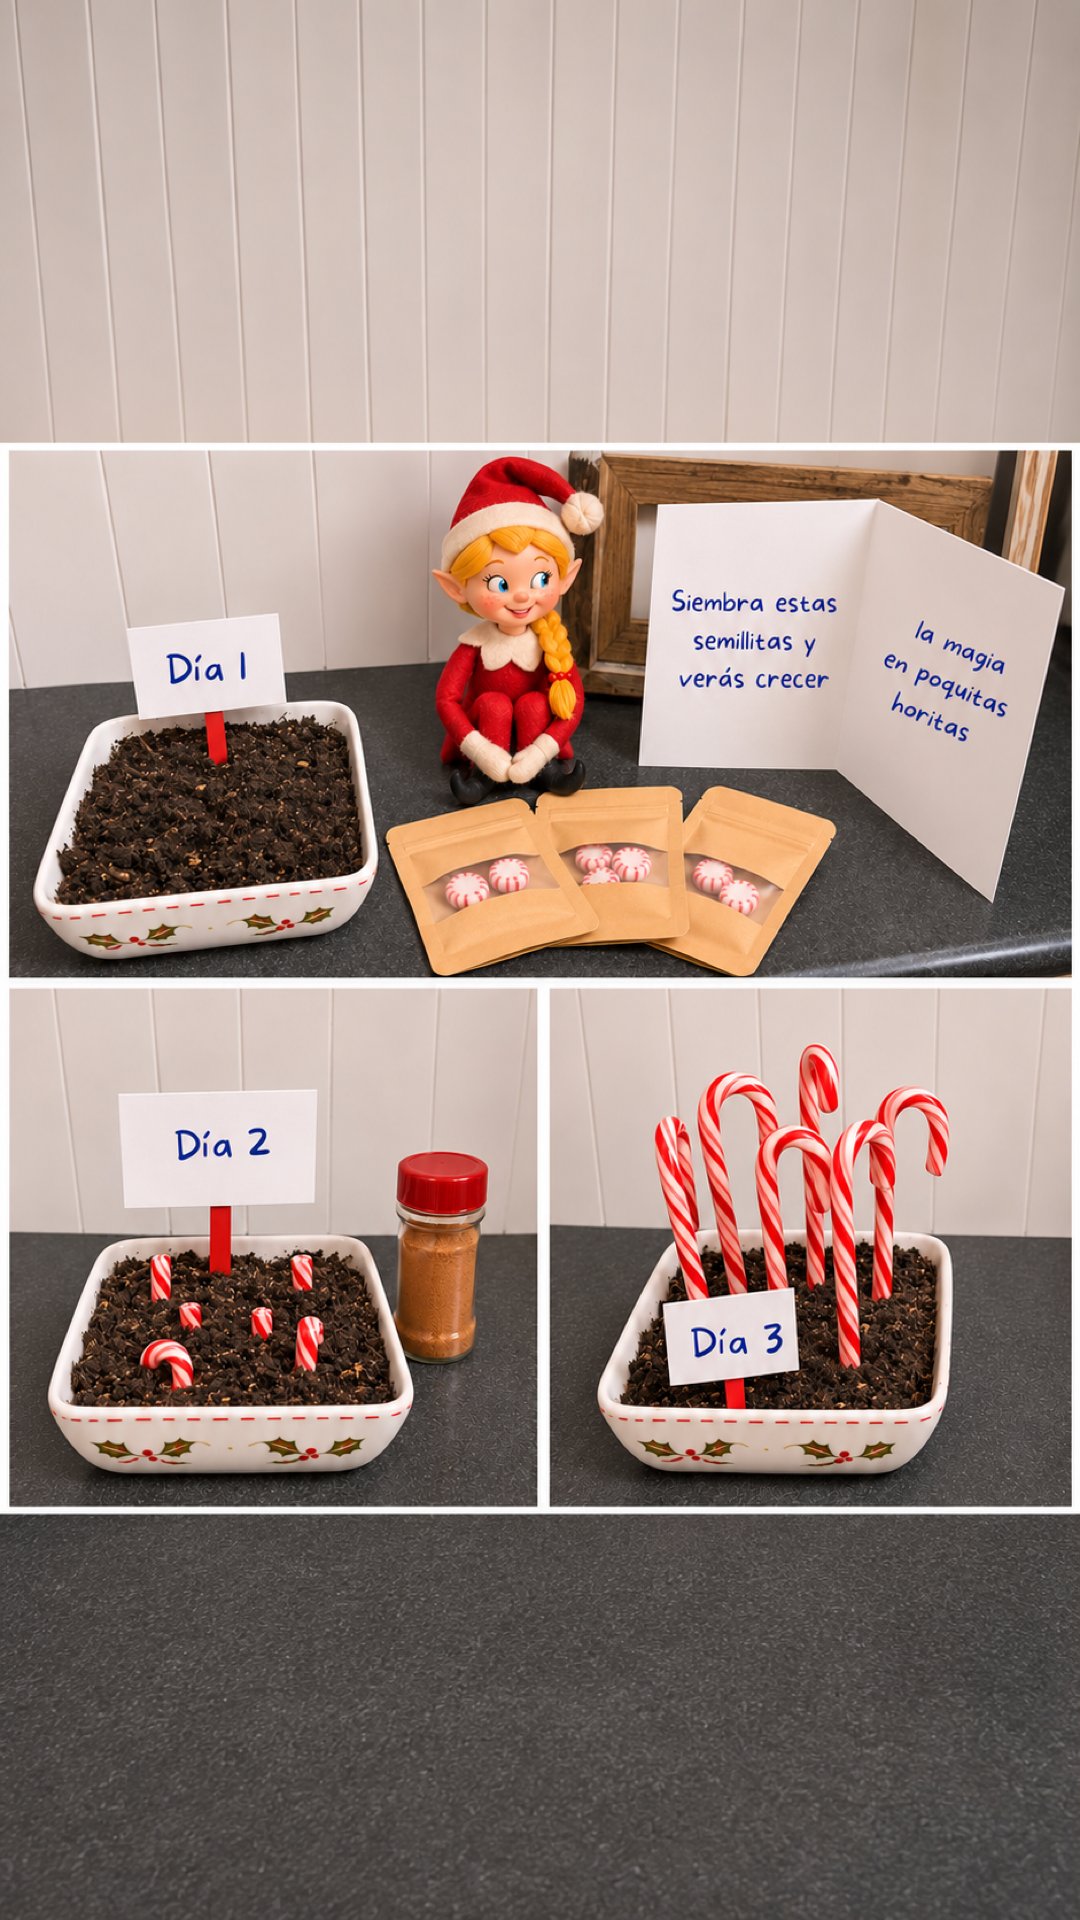 Día 1
Siembra estas
semillitas y
verás crecer
la magia
en poquitas
horitas
Día 2
Día 3